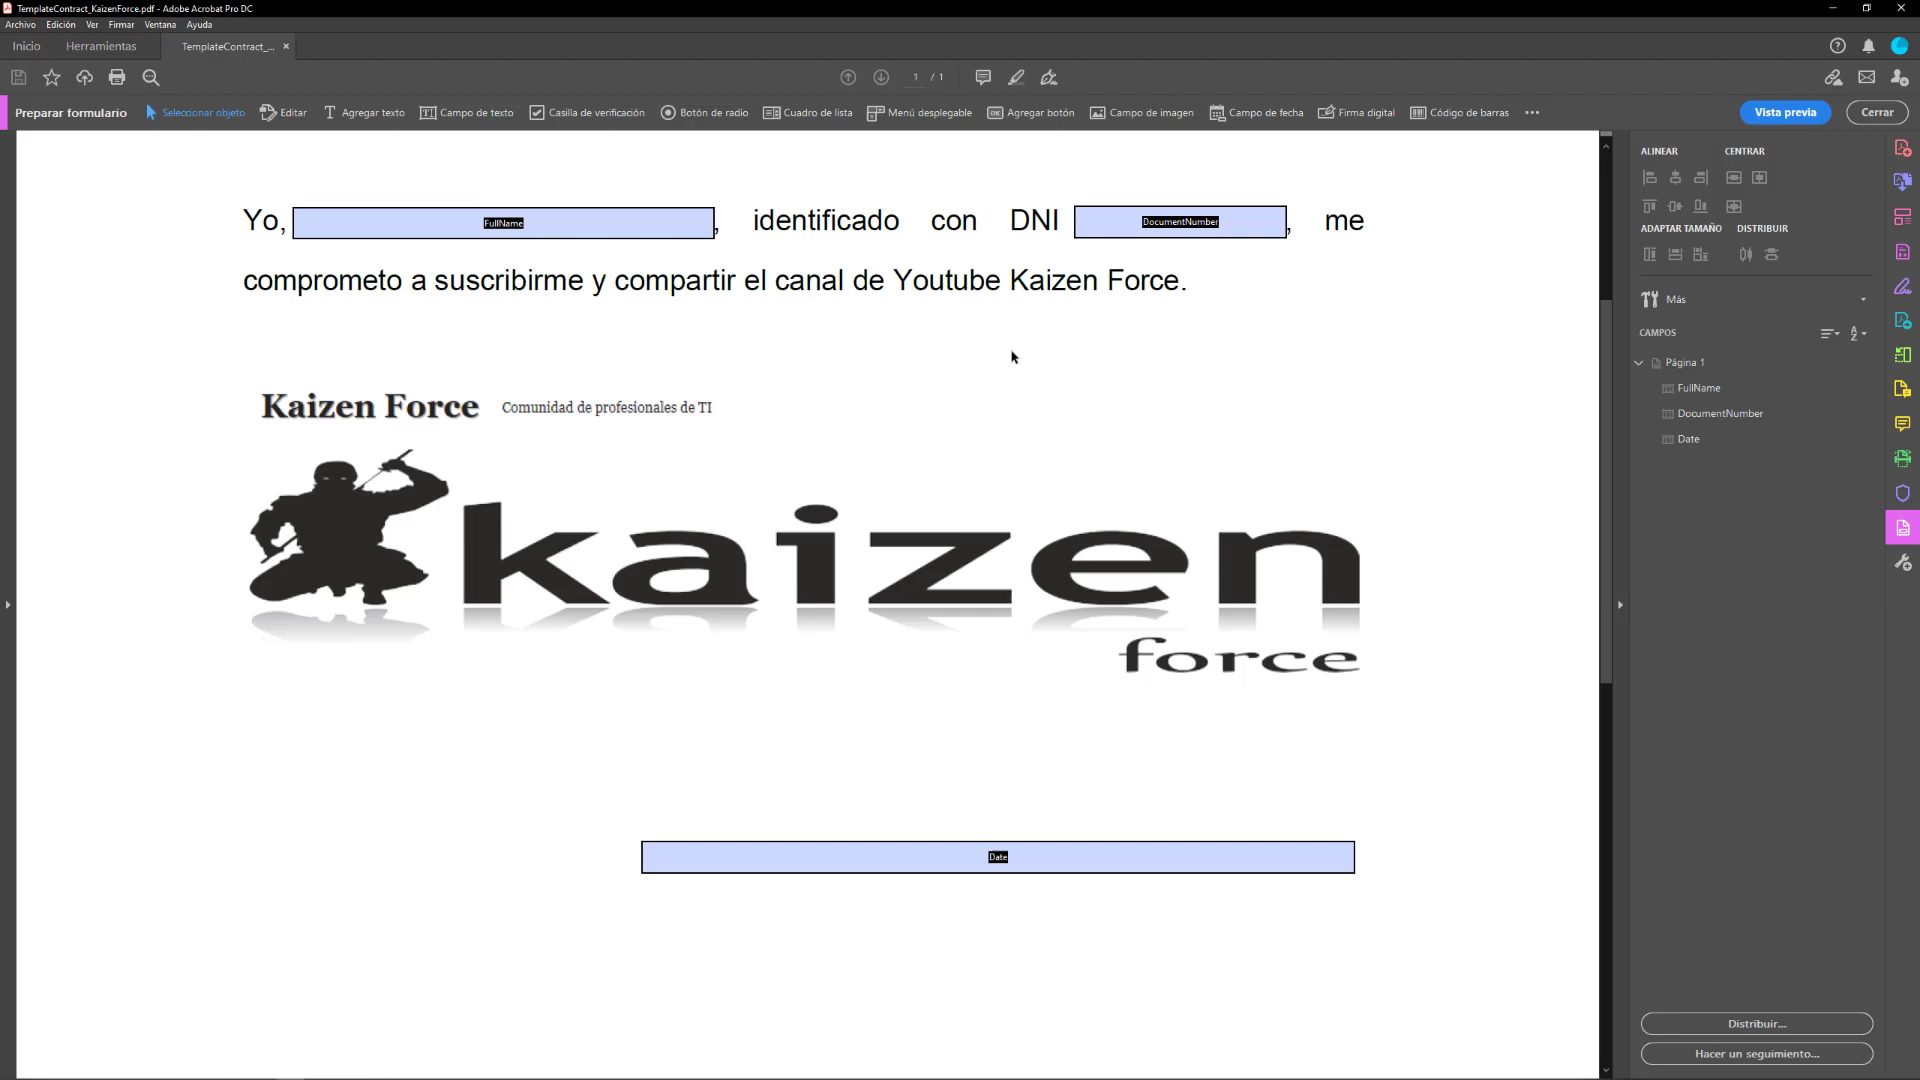 TemplateContract_KaizenForce.pdf - Adobe Acrobat Pro DC
Archivo Edición Ver Firmar Ventana Ayuda
Inicio Herramientas TemplateContract_... ×
1 / 1
Preparar formulario Seleccionar objeto Editar Agregar texto Campo de texto Casilla de verificación Botón de radio Cuadro de lista Menú desplegable Agregar botón Campo de imagen Campo de fecha Firma digital Código de barras ... Vista previa Cerrar
Yo, FullName, identificado con DNI DocumentNumber, me
comprometo a suscribirme y compartir el canal de Youtube Kaizen Force.
Kaizen Force Comunidad de profesionales de TI
kaizen
force
Date
ALINEAR CENTRAR
ADAPTAR TAMAÑO DISTRIBUIR
Más
CAMPOS
Página 1
FullName
DocumentNumber
Date
Distribuir...
Hacer un seguimiento...